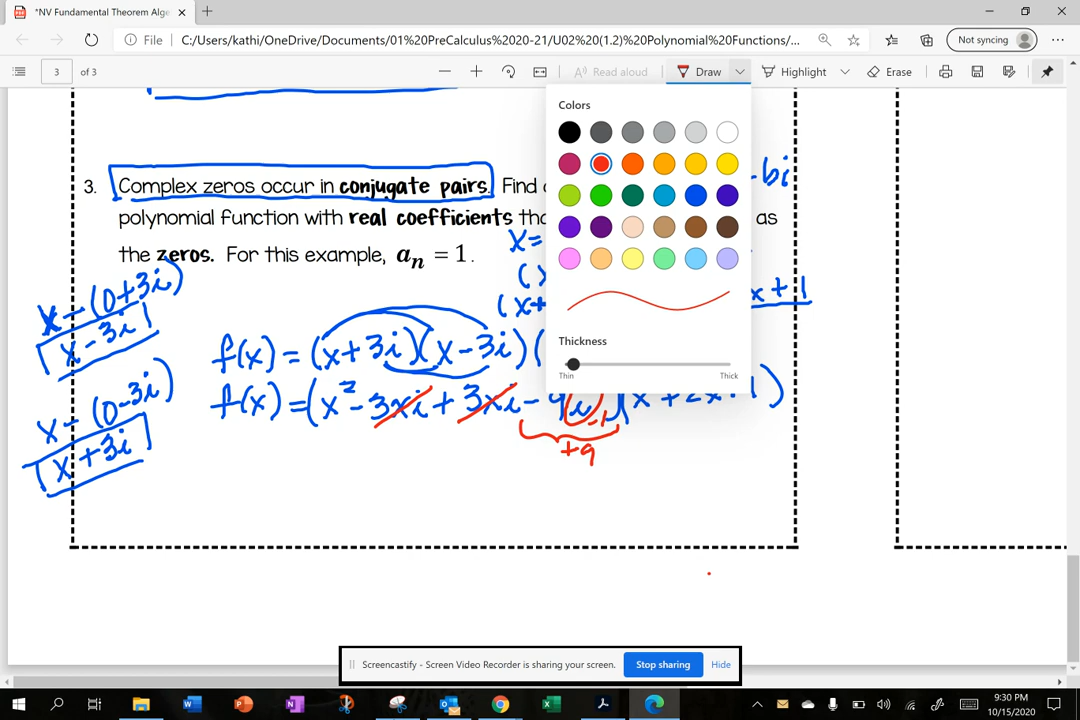 *NV Fundamental Theorem Alge
File C:/Users/kathi/OneDrive/Documents/01%20PreCalculus%2020-21/U02%20(1.2)%20Polynomial%20Functions/... Not syncing
3 of 3 Read aloud Draw Highlight Erase
Colors
3. Complex zeros occur in conjugate pairs. Find
-bi
polynomial function with real coefficients as
the zeros. For this example, aₙ = 1.
x=
(x
x - (0+3i)
x - 3i
(x+ x + 1
Thickness
Thin Thick
f(x) = (x+3i)(x-3i)(
f(x) = (x² - 3xi + 3xi - 9(i -1)(x + 2x + 1)
+9
x - (0-3i)
x + 3i
Screencastify - Screen Video Recorder is sharing your screen. Stop sharing Hide
9:30 PM
10/15/2020